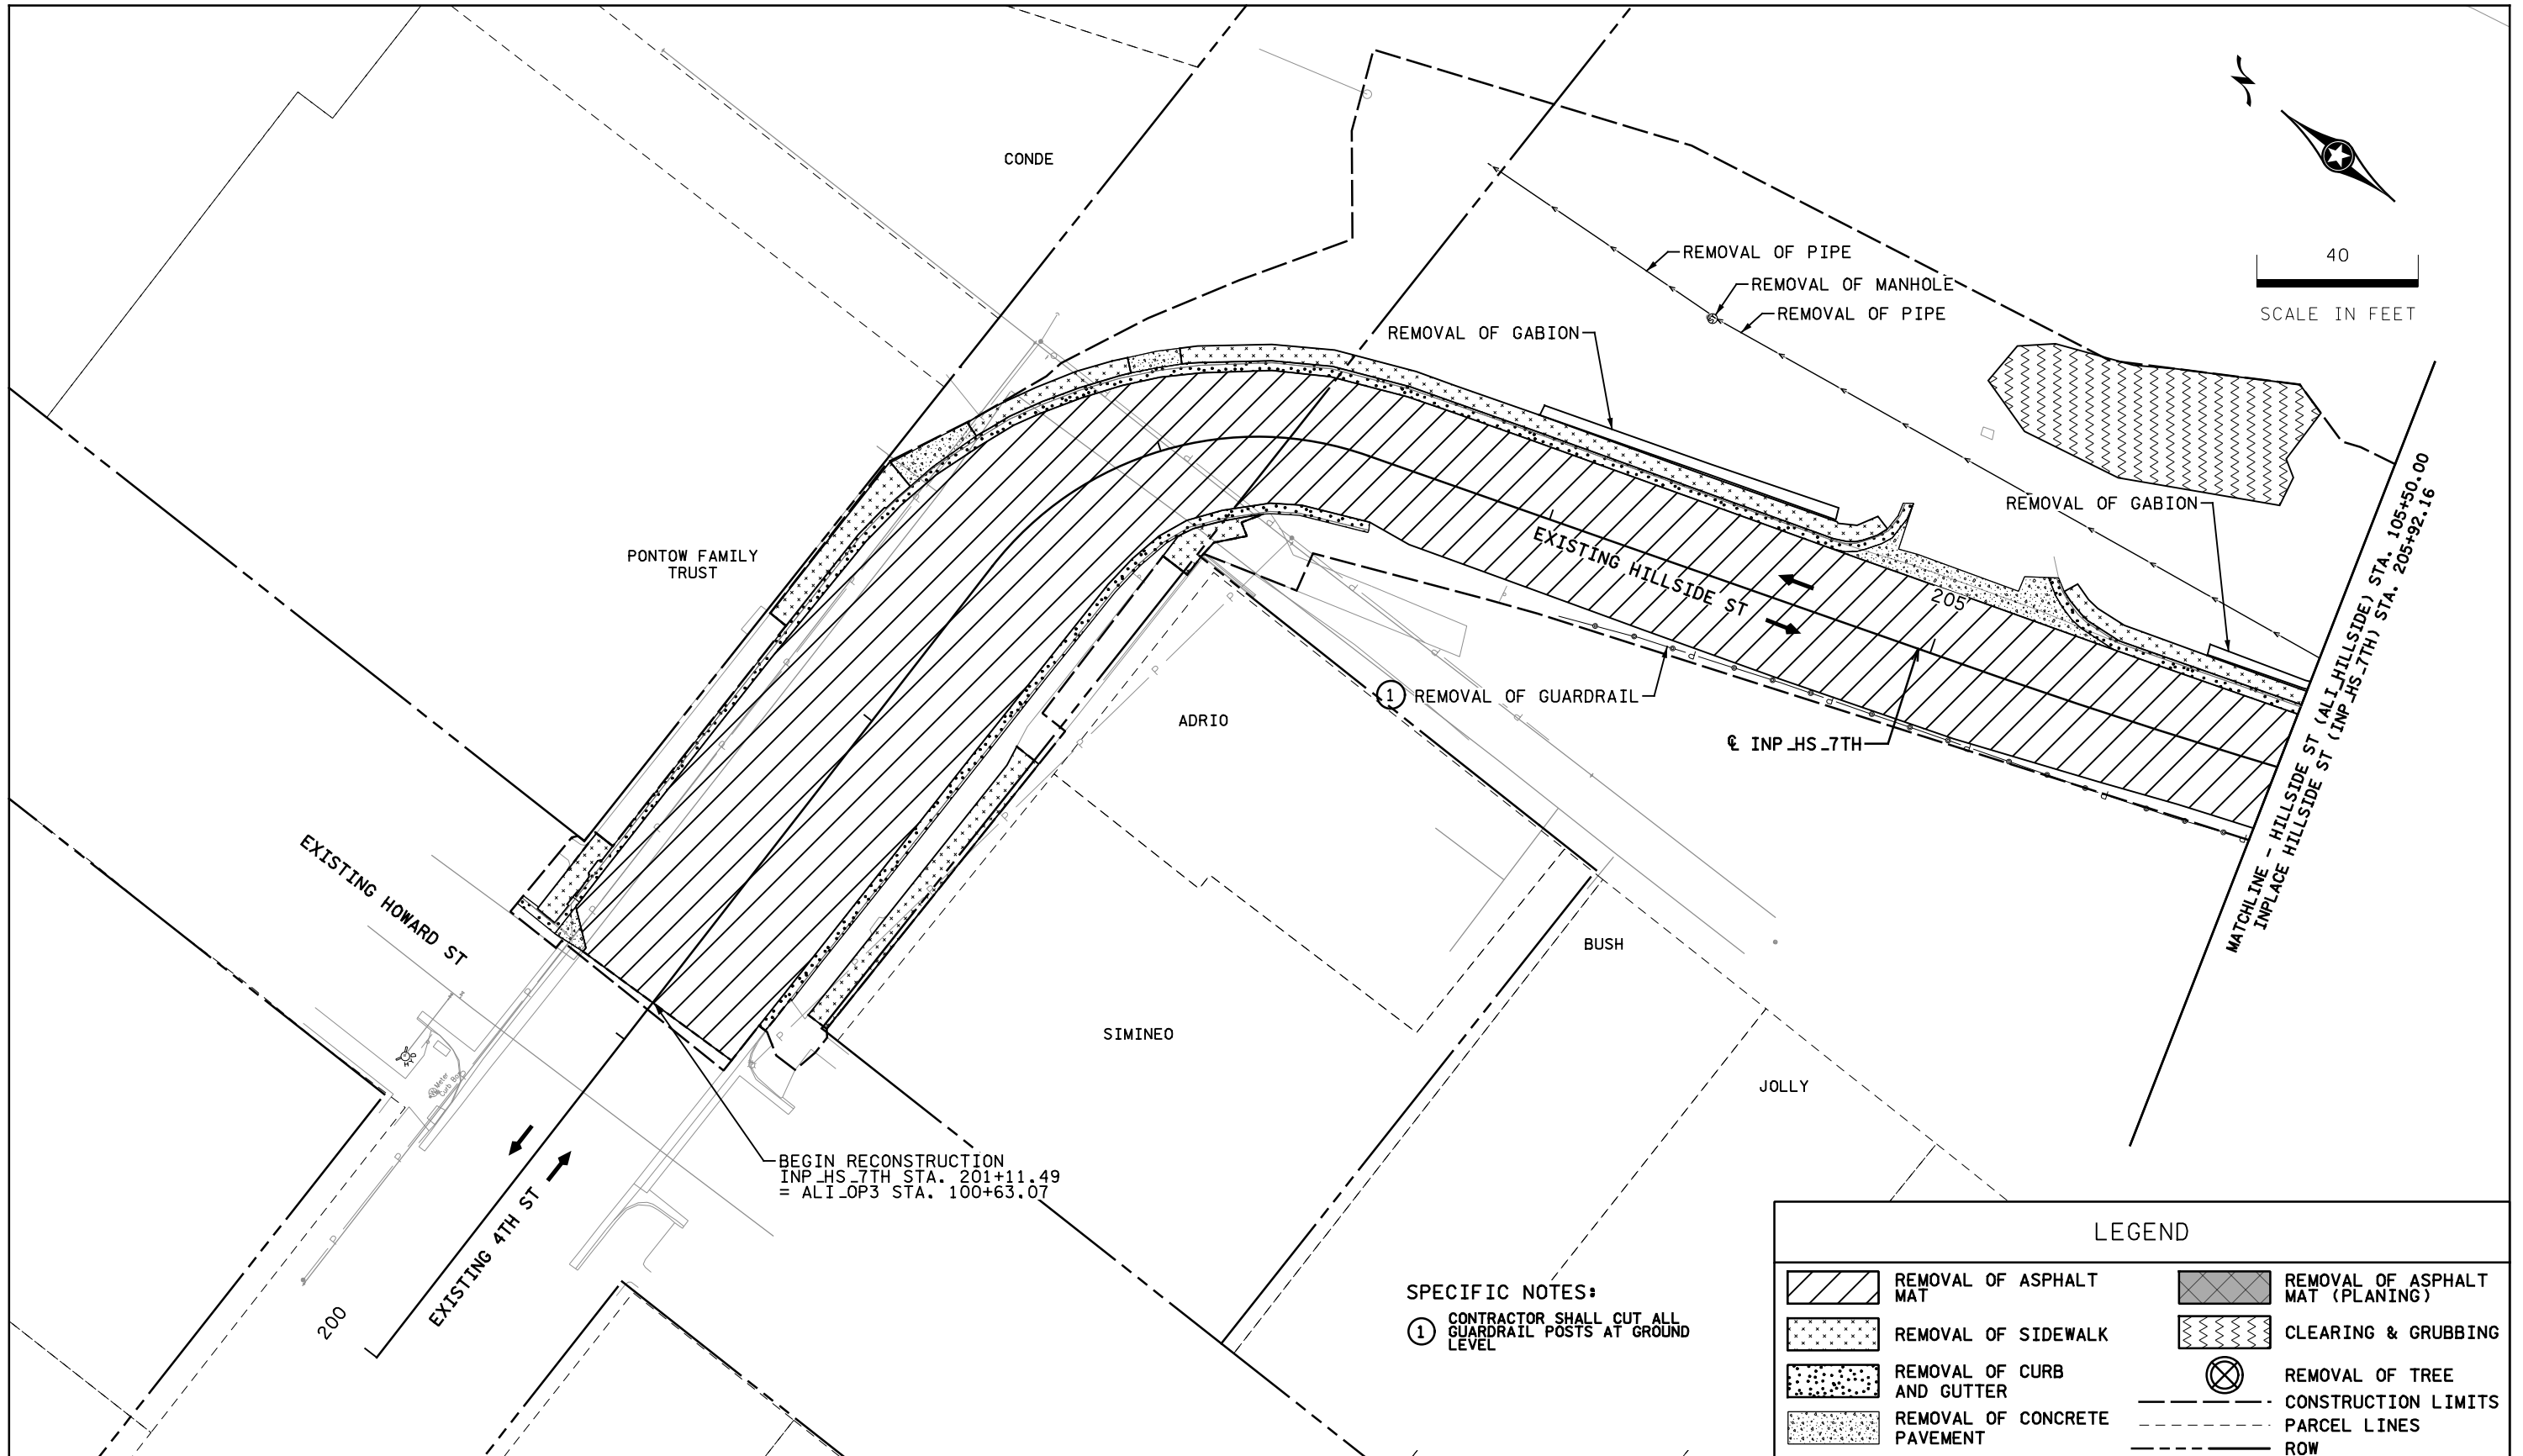 CONDE
REMOVAL OF PIPE
REMOVAL OF MANHOLE
REMOVAL OF PIPE
REMOVAL OF GABION
40
SCALE IN FEET
REMOVAL OF GABION
PONTOW FAMILY
TRUST
EXISTING HILLSIDE ST
205
1 REMOVAL OF GUARDRAIL
ADRIO
℄ INP_HS_7TH
MATCHLINE - HILLSIDE ST (ALI_HILLSIDE) STA. 105+50.00
INPLACE HILLSIDE ST (INP_HS_7TH) STA. 205+92.16
EXISTING HOWARD ST
BUSH
SIMINEO
JOLLY
Meter
Curb Box
BEGIN RECONSTRUCTION
INP_HS_7TH STA. 201+11.49
= ALI_OP3 STA. 100+63.07
EXISTING 4TH ST
200
SPECIFIC NOTES:
1 CONTRACTOR SHALL CUT ALL
GUARDRAIL POSTS AT GROUND
LEVEL
LEGEND
REMOVAL OF ASPHALT
MAT
REMOVAL OF SIDEWALK
REMOVAL OF CURB
AND GUTTER
REMOVAL OF CONCRETE
PAVEMENT
REMOVAL OF ASPHALT
MAT (PLANING)
CLEARING & GRUBBING
REMOVAL OF TREE
CONSTRUCTION LIMITS
PARCEL LINES
ROW